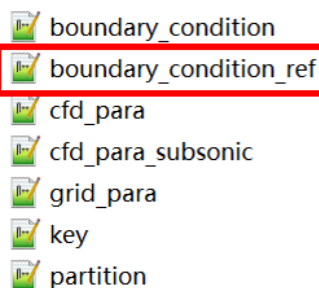 boundary_condition
boundary_condition_ref
cfd_para
cfd_para_subsonic
grid_para
key
partition